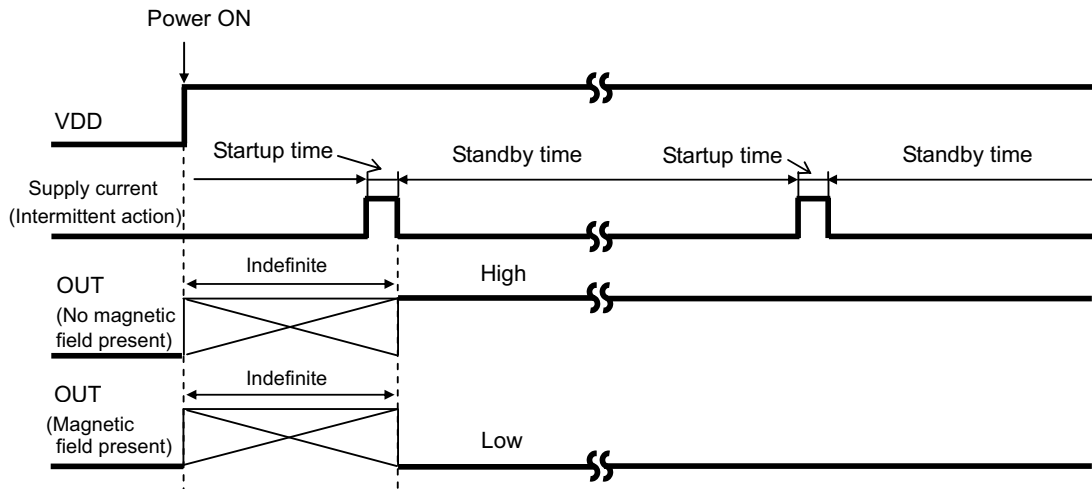 Power ON
VDD
Startup time
Standby time
Startup time
Standby time
Supply current
(Intermittent action)
Indefinite
OUT
(No magnetic
field present)
High
Indefinite
OUT
(Magnetic
field present)
Low